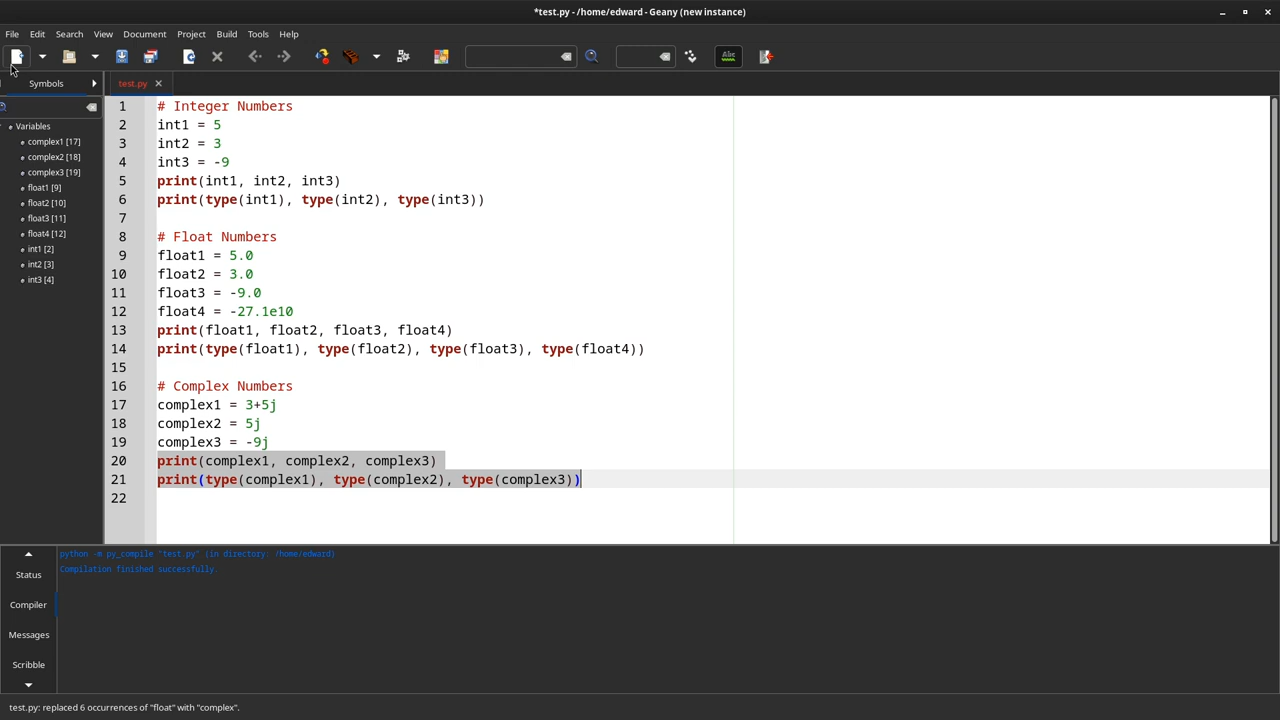 *test.py - /home/edward - Geany (new instance)
File Edit Search View Document Project Build Tools Help
Abc
Symbols
test.py
Variables
complex1 [17]
complex2 [18]
complex3 [19]
float1 [9]
float2 [10]
float3 [11]
float4 [12]
int1 [2]
int2 [3]
int3 [4]
1 # Integer Numbers
2 int1 = 5
3 int2 = 3
4 int3 = -9
5 print(int1, int2, int3)
6 print(type(int1), type(int2), type(int3))
7
8 # Float Numbers
9 float1 = 5.0
10 float2 = 3.0
11 float3 = -9.0
12 float4 = -27.1e10
13 print(float1, float2, float3, float4)
14 print(type(float1), type(float2), type(float3), type(float4))
15
16 # Complex Numbers
17 complex1 = 3+5j
18 complex2 = 5j
19 complex3 = -9j
20 print(complex1, complex2, complex3)
21 print(type(complex1), type(complex2), type(complex3))
22
Status
Compiler
Messages
Scribble
python -m py_compile "test.py" (in directory: /home/edward)
Compilation finished successfully.
test.py: replaced 6 occurrences of "float" with "complex".